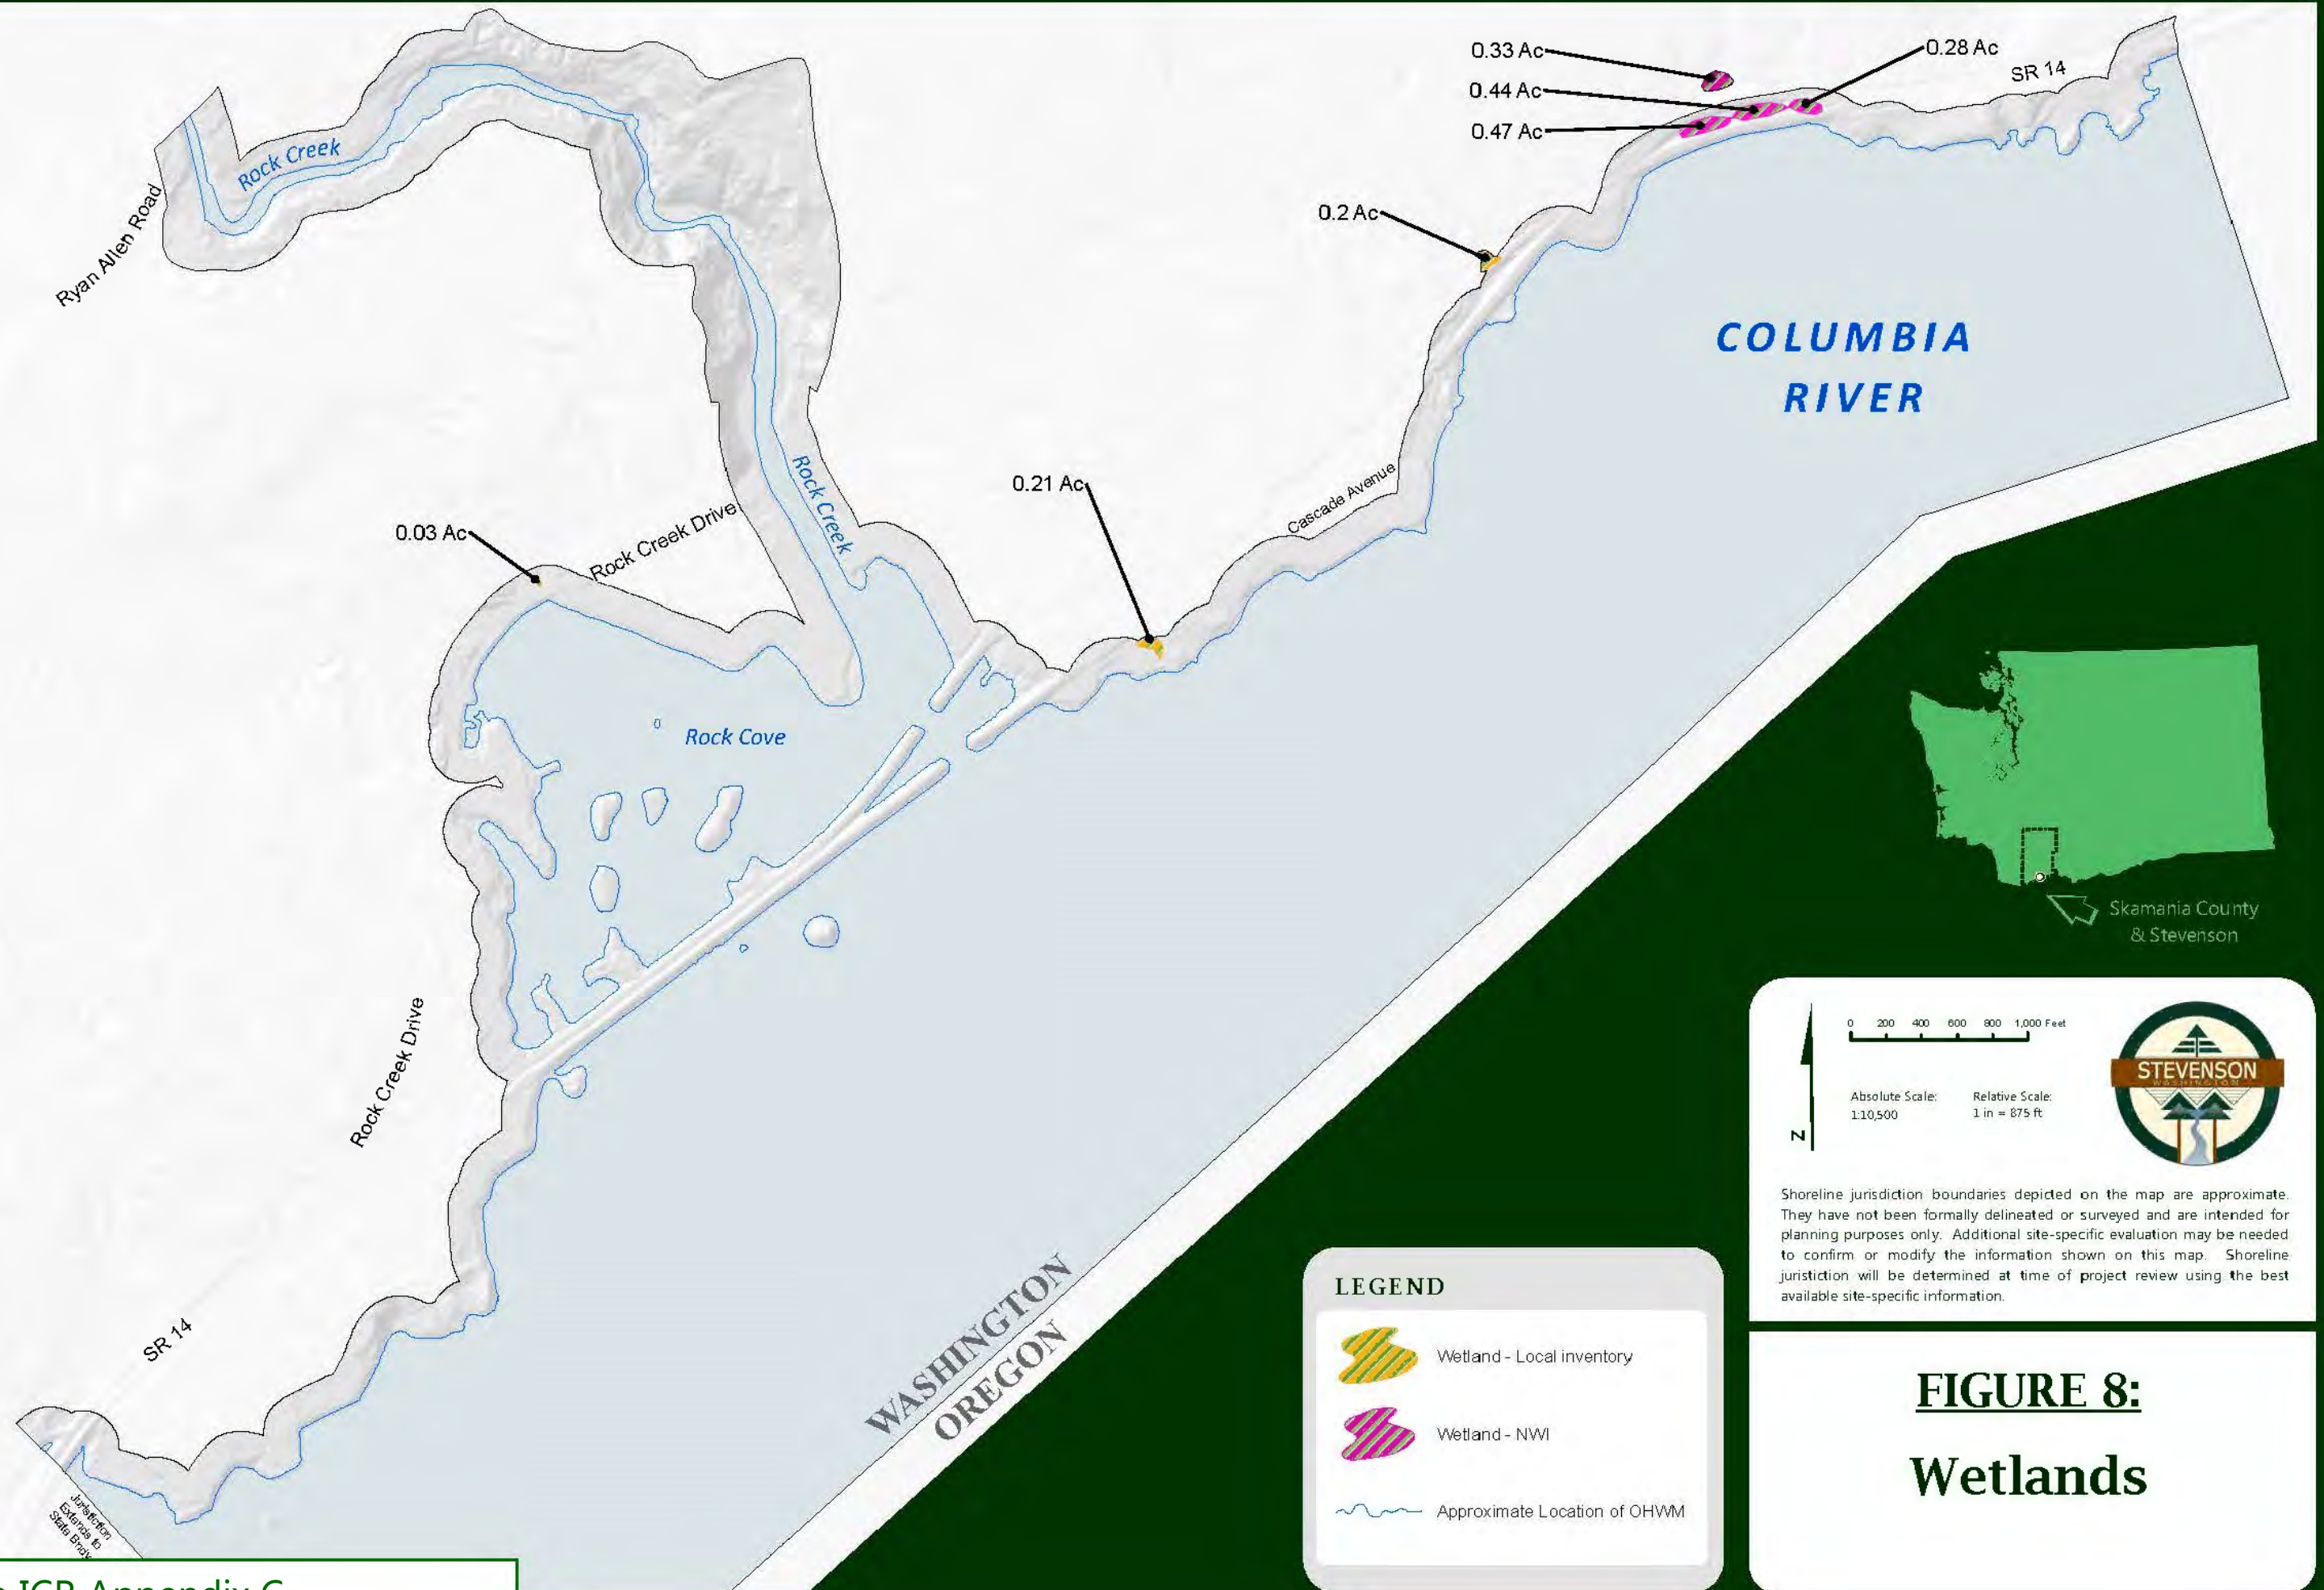 0.33 Ac
0.28 Ac
SR 14
0.44 Ac
0.47 Ac
Rock Creek
Ryan Allen Road
0.2 Ac
COLUMBIA
RIVER
Rock Creek
Cascade Avenue
0.21 Ac
Rock Creek Drive
0.03 Ac
Rock Cove
Skamania County
& Stevenson
Rock Creek Drive
0 200 400 600 800 1,000 Feet
STEVENSON
WASHINGTON
Absolute Scale:
1:10,500
Relative Scale:
1 in = 875 ft
N
Shoreline jurisdiction boundaries depicted on the map are approximate.
They have not been formally delineated or surveyed and are intended for
planning purposes only. Additional site-specific evaluation may be needed
to confirm or modify the information shown on this map. Shoreline
juristiction will be determined at time of project review using the best
available site-specific information.
WASHINGTON
OREGON
SR 14
LEGEND
Wetland - Local inventory
Wetland - NWI
Approximate Location of OHWM
FIGURE 8:
Wetlands
Extends to
State Bndy
ICR Appendix C